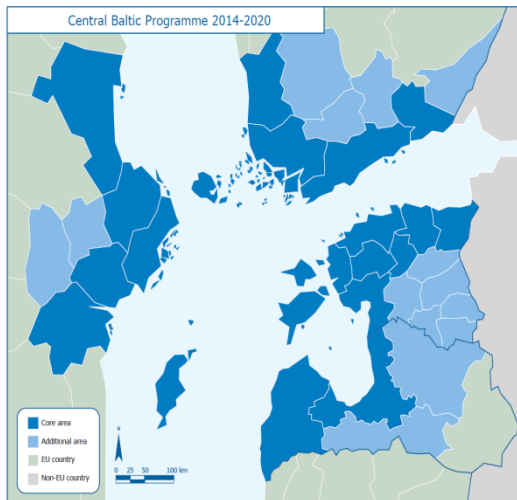 Central Baltic Programme 2014-2020
Core area
Additional area
EU country
Non-EU country
N
0 25 50 100 km